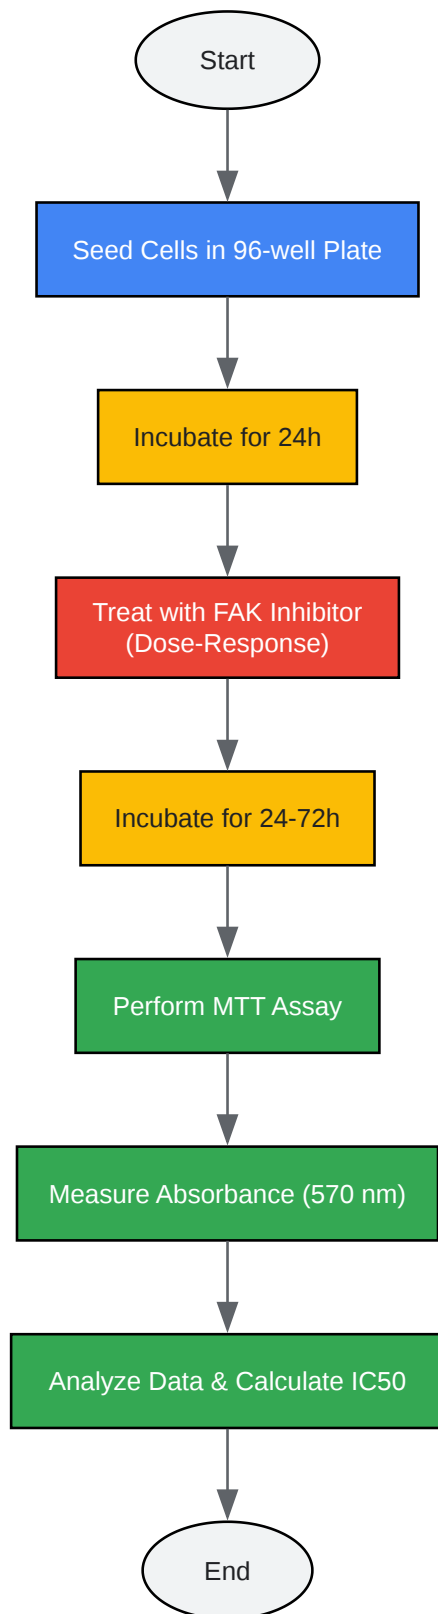 Start
Seed Cells in 96-well Plate
Incubate for 24h
Treat with FAK Inhibitor
(Dose-Response)
Incubate for 24-72h
Perform MTT Assay
Measure Absorbance (570 nm)
Analyze Data & Calculate IC50
End